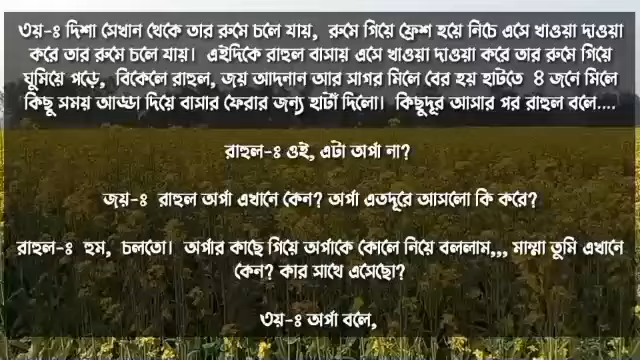 ৩য়-ঃ দিশা সেখান থেকে তার রুমে চলে যায়, রুমে গিয়ে ফ্রেশ হয়ে নিচে এসে খাওয়া দাওয়া
করে তার রুমে চলে যায়। এইদিকে রাহুল বাসায় এসে খাওয়া দাওয়া করে তার রুমে গিয়ে
ঘুমিয়ে পড়ে, বিকেলে রাহুল, জয় আদনান আর সাগর মিলে বের হয় হাটতে ৪ জনে মিলে
কিছু সময় আড্ডা দিয়ে বাসার ফেরার জন্য হাটাঁ দিলো। কিছুদূর আসার পর রাহুল বলে....
রাহুল-ঃ ওই, এটা অর্পা না?
জয়-ঃ রাহুল অর্পা এখানে কেন? অর্পা এতদূরে আসলো কি করে?
রাহুল-ঃ হুম, চলতো। অর্পার কাছে গিয়ে অর্পাকে কোলে নিয়ে বললাম,,, মাম্মা তুমি এখানে
কেন? কার সাথে এসেছো?
৩য়-ঃ অর্পা বলে,